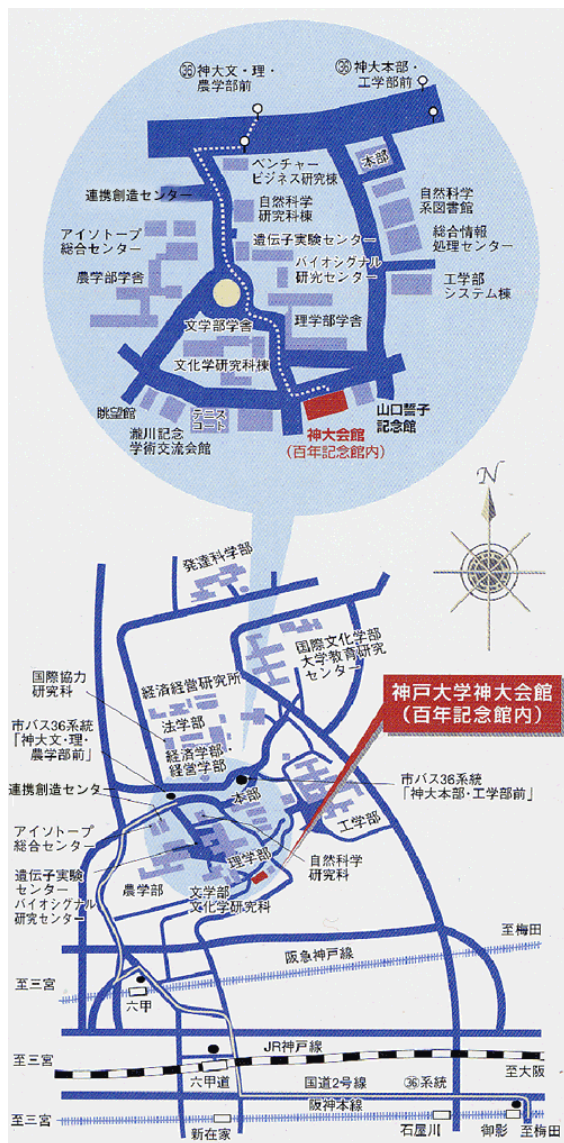 ㊱神大文・理・
農学部前
㊱神大本部・
工学部前
本部
ベンチャー
ビジネス研究棟
連携創造センター
自然科学
研究科棟
自然科学
系図書館
アイソトープ
総合センター
遺伝子実験センター
総合情報
処理センター
バイオシグナル
研究センター
農学部学舎
工学部
システム棟
文学部学舎
理学部学舎
文化学研究科棟
眺望館
瀧川記念
学術交流会館
テニス
コート
神大会館
(百年記念館内)
山口誓子
記念館
N
発達科学部
国際文化学部
大学教育研究
センター
国際協力
研究科
経済経営研究所
法学部
神戸大学神大会館
(百年記念館内)
市バス36系統
「神大文・理・
農学部前」
経済学部・
経営学部
市バス36系統
「神大本部・工学部前」
連携創造センター
本部
アイソトープ
総合センター
工学部
理学部
自然科学
研究科
遺伝子実験
センター
バイオシグナル
研究センター
農学部
文学部
文化学研究科
至梅田
阪急神戸線
至三宮
六甲
JR神戸線
至三宮
六甲道
至大阪
国道2号線
㊱系統
阪神本線
至三宮
新在家
石屋川
御影
至梅田